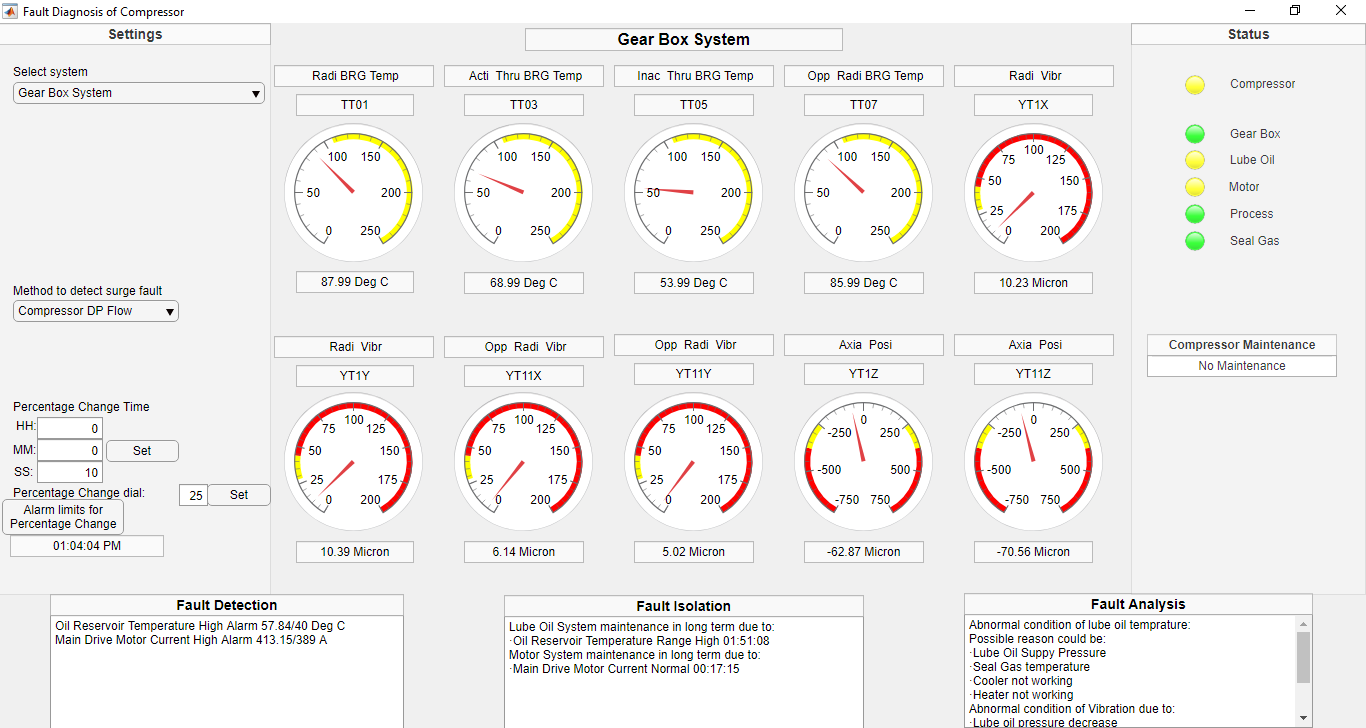 Fault Diagnosis of Compressor
Settings
Select system
Gear Box System
Method to detect surge fault
Compressor DP Flow
Percentage Change Time
HH: 0
MM: 0 Set
SS: 10
Percentage Change dial: 25 Set
Alarm limits for
Percentage Change
01:04:04 PM
Gear Box System
Radi BRG Temp
TT01
0 50 100 150 200 250
87.99 Deg C
Acti Thru BRG Temp
TT03
0 50 100 150 200 250
68.99 Deg C
Inac Thru BRG Temp
TT05
0 50 100 150 200 250
53.99 Deg C
Opp Radi BRG Temp
TT07
0 50 100 150 200 250
85.99 Deg C
Radi Vibr
YT1X
0 25 50 75 100 125 150 175 200
10.23 Micron
Radi Vibr
YT1Y
0 25 50 75 100 125 150 175 200
10.39 Micron
Opp Radi Vibr
YT11X
0 25 50 75 100 125 150 175 200
6.14 Micron
Opp Radi Vibr
YT11Y
0 25 50 75 100 125 150 175 200
5.02 Micron
Axia Posi
YT1Z
-750 -500 -250 0 250 500 750
-62.87 Micron
Axia Posi
YT11Z
-750 -500 -250 0 250 500 750
-70.56 Micron
Status
Compressor
Gear Box
Lube Oil
Motor
Process
Seal Gas
Compressor Maintenance
No Maintenance
Fault Detection
Oil Reservoir Temperature High Alarm 57.84/40 Deg C
Main Drive Motor Current High Alarm 413.15/389 A
Fault Isolation
Lube Oil System maintenance in long term due to:
·Oil Reservoir Temperature Range High 01:51:08
Motor System maintenance in long term due to:
·Main Drive Motor Current Normal 00:17:15
Fault Analysis
Abnormal condition of lube oil temprature:
Possible reason could be:
·Lube Oil Suppy Pressure
·Seal Gas temperature
·Cooler not working
·Heater not working
Abnormal condition of Vibration due to:
·Lube oil pressure decrease